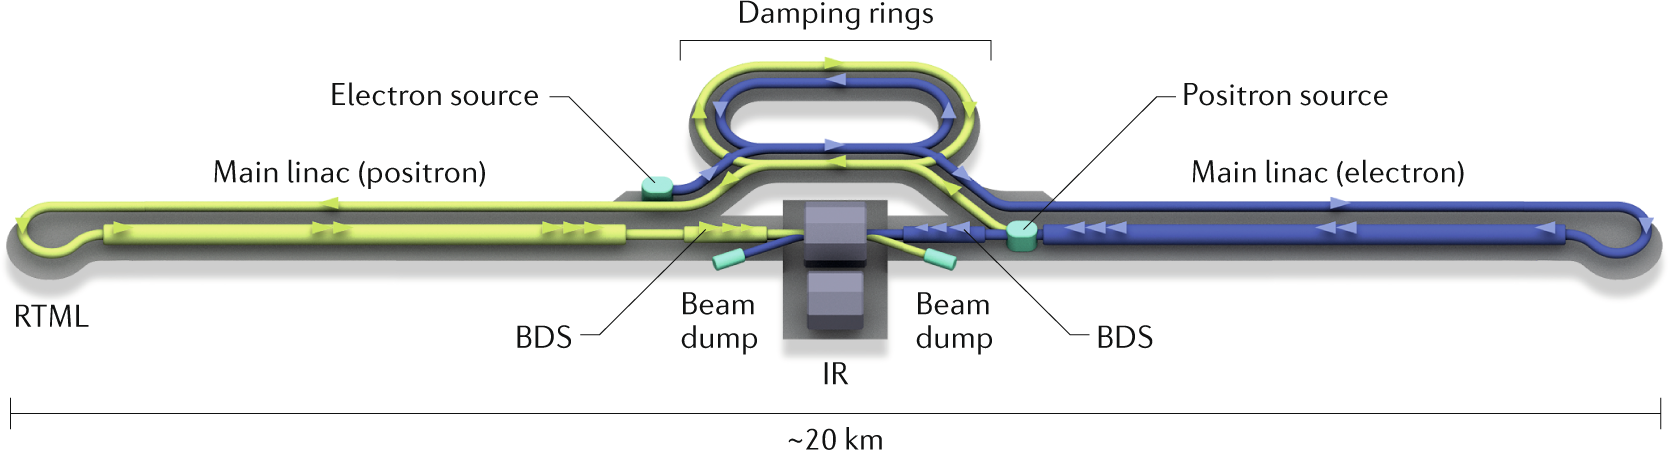 Damping rings
Electron source
Positron source
Main linac (positron)
Main linac (electron)
RTML
BDS
Beam
dump
Beam
dump
BDS
IR
~20 km